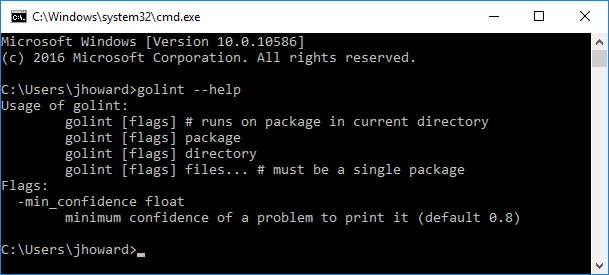 C:\Windows\system32\cmd.exe
Microsoft Windows [Version 10.0.10586]
(c) 2016 Microsoft Corporation. All rights reserved.
C:\Users\jhoward>golint --help
Usage of golint:
        golint [flags] # runs on package in current directory
        golint [flags] package
        golint [flags] directory
        golint [flags] files... # must be a single package
Flags:
  -min_confidence float
        minimum confidence of a problem to print it (default 0.8)
C:\Users\jhoward>_